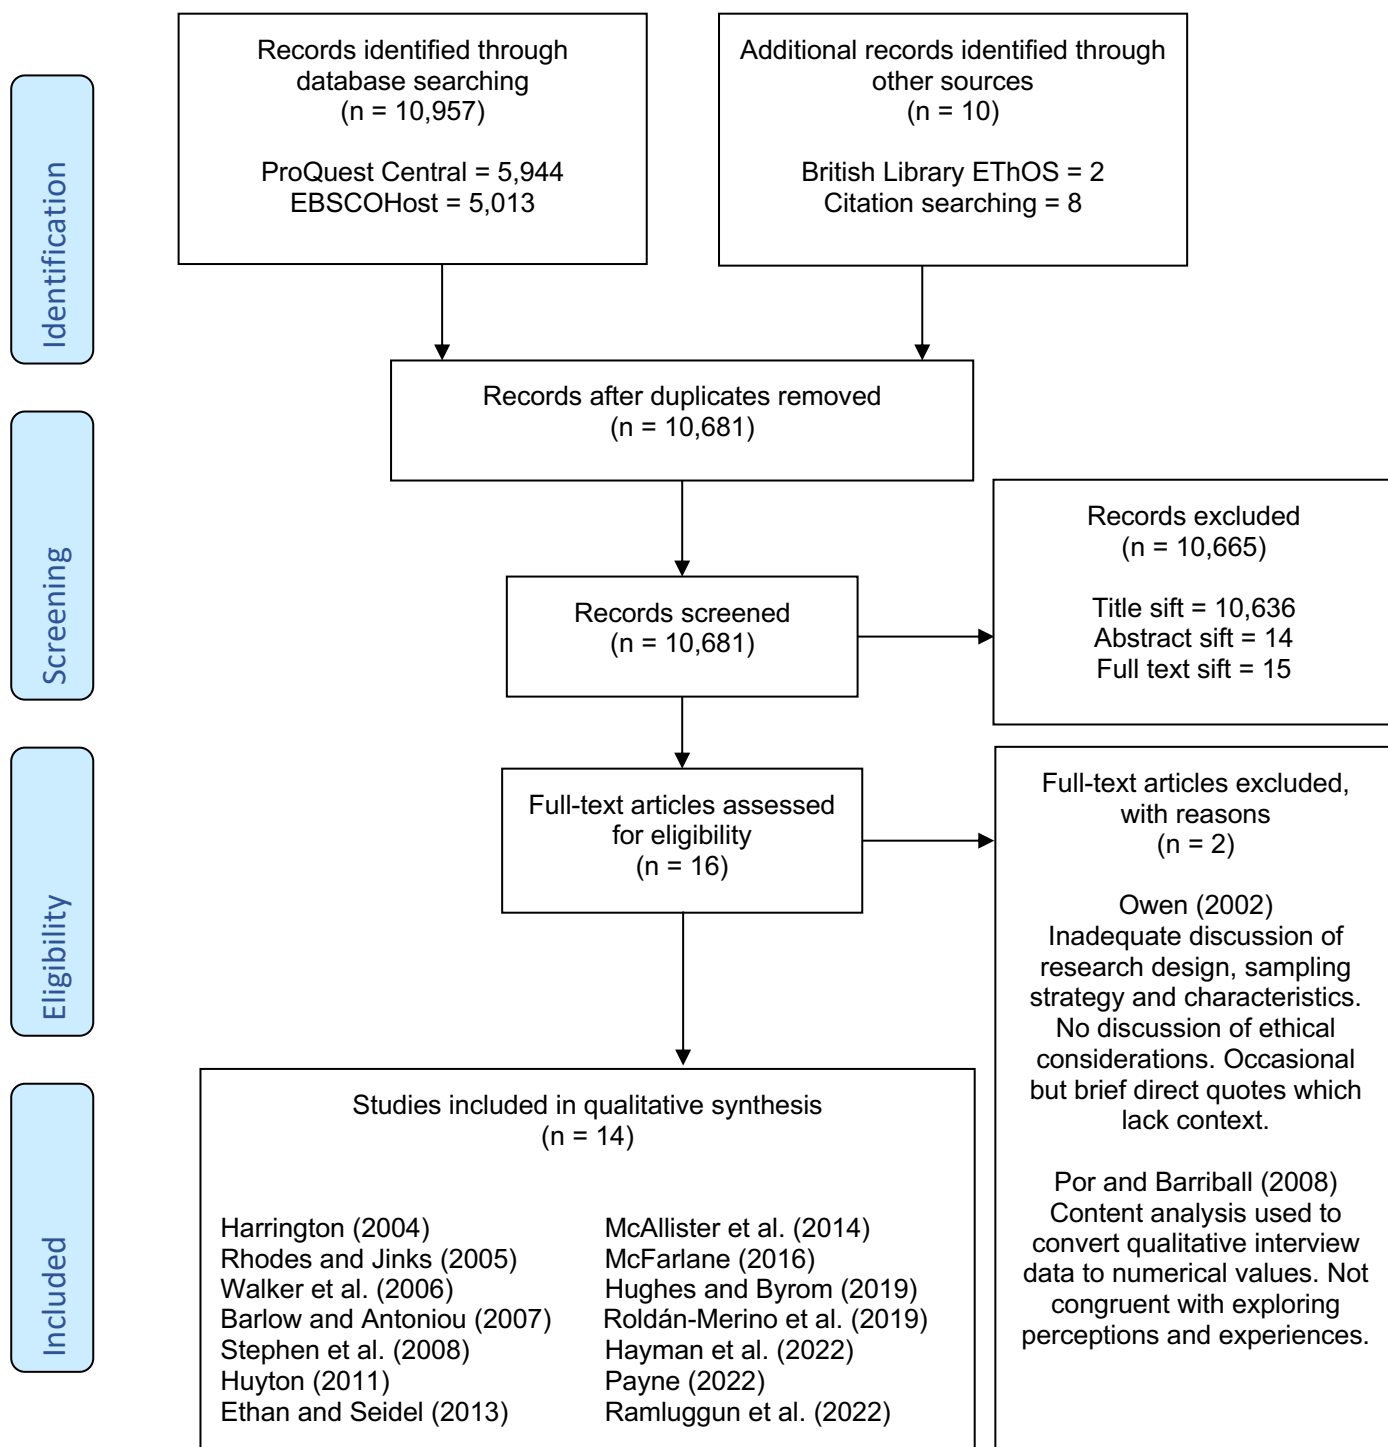 Identification
Records identified through
database searching
(n = 10,957)
ProQuest Central = 5,944
EBSCOHost = 5,013
Additional records identified through
other sources
(n = 10)
British Library EThOS = 2
Citation searching = 8
Records after duplicates removed
(n = 10,681)
Screening
Records screened
(n = 10,681)
Records excluded
(n = 10,665)
Title sift = 10,636
Abstract sift = 14
Full text sift = 15
Eligibility
Full-text articles assessed
for eligibility
(n = 16)
Full-text articles excluded,
with reasons
(n = 2)
Owen (2002)
Inadequate discussion of
research design, sampling
strategy and characteristics.
No discussion of ethical
considerations. Occasional
but brief direct quotes which
lack context.
Por and Barriball (2008)
Content analysis used to
convert qualitative interview
data to numerical values. Not
congruent with exploring
perceptions and experiences.
Included
Studies included in qualitative synthesis
(n = 14)
Harrington (2004)
Rhodes and Jinks (2005)
Walker et al. (2006)
Barlow and Antoniou (2007)
Stephen et al. (2008)
Huyton (2011)
Ethan and Seidel (2013)
McAllister et al. (2014)
McFarlane (2016)
Hughes and Byrom (2019)
Roldán-Merino et al. (2019)
Hayman et al. (2022)
Payne (2022)
Ramluggun et al. (2022)